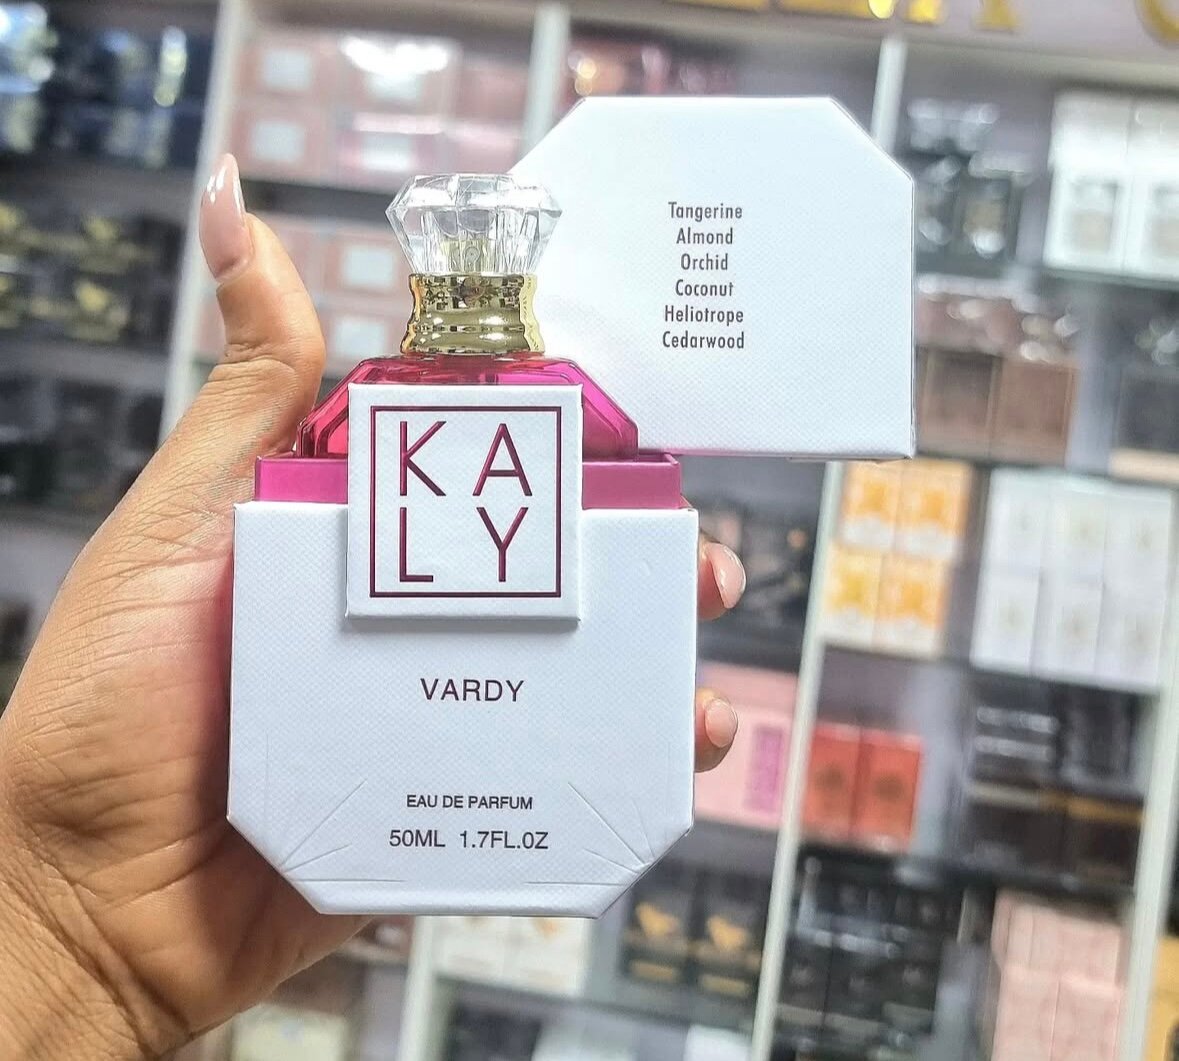 Tangerine
Almond
Orchid
Coconut
Heliotrope
Cedarwood
KA
LY
VARDY
EAU DE PARFUM
50ML 1.7FL.OZ